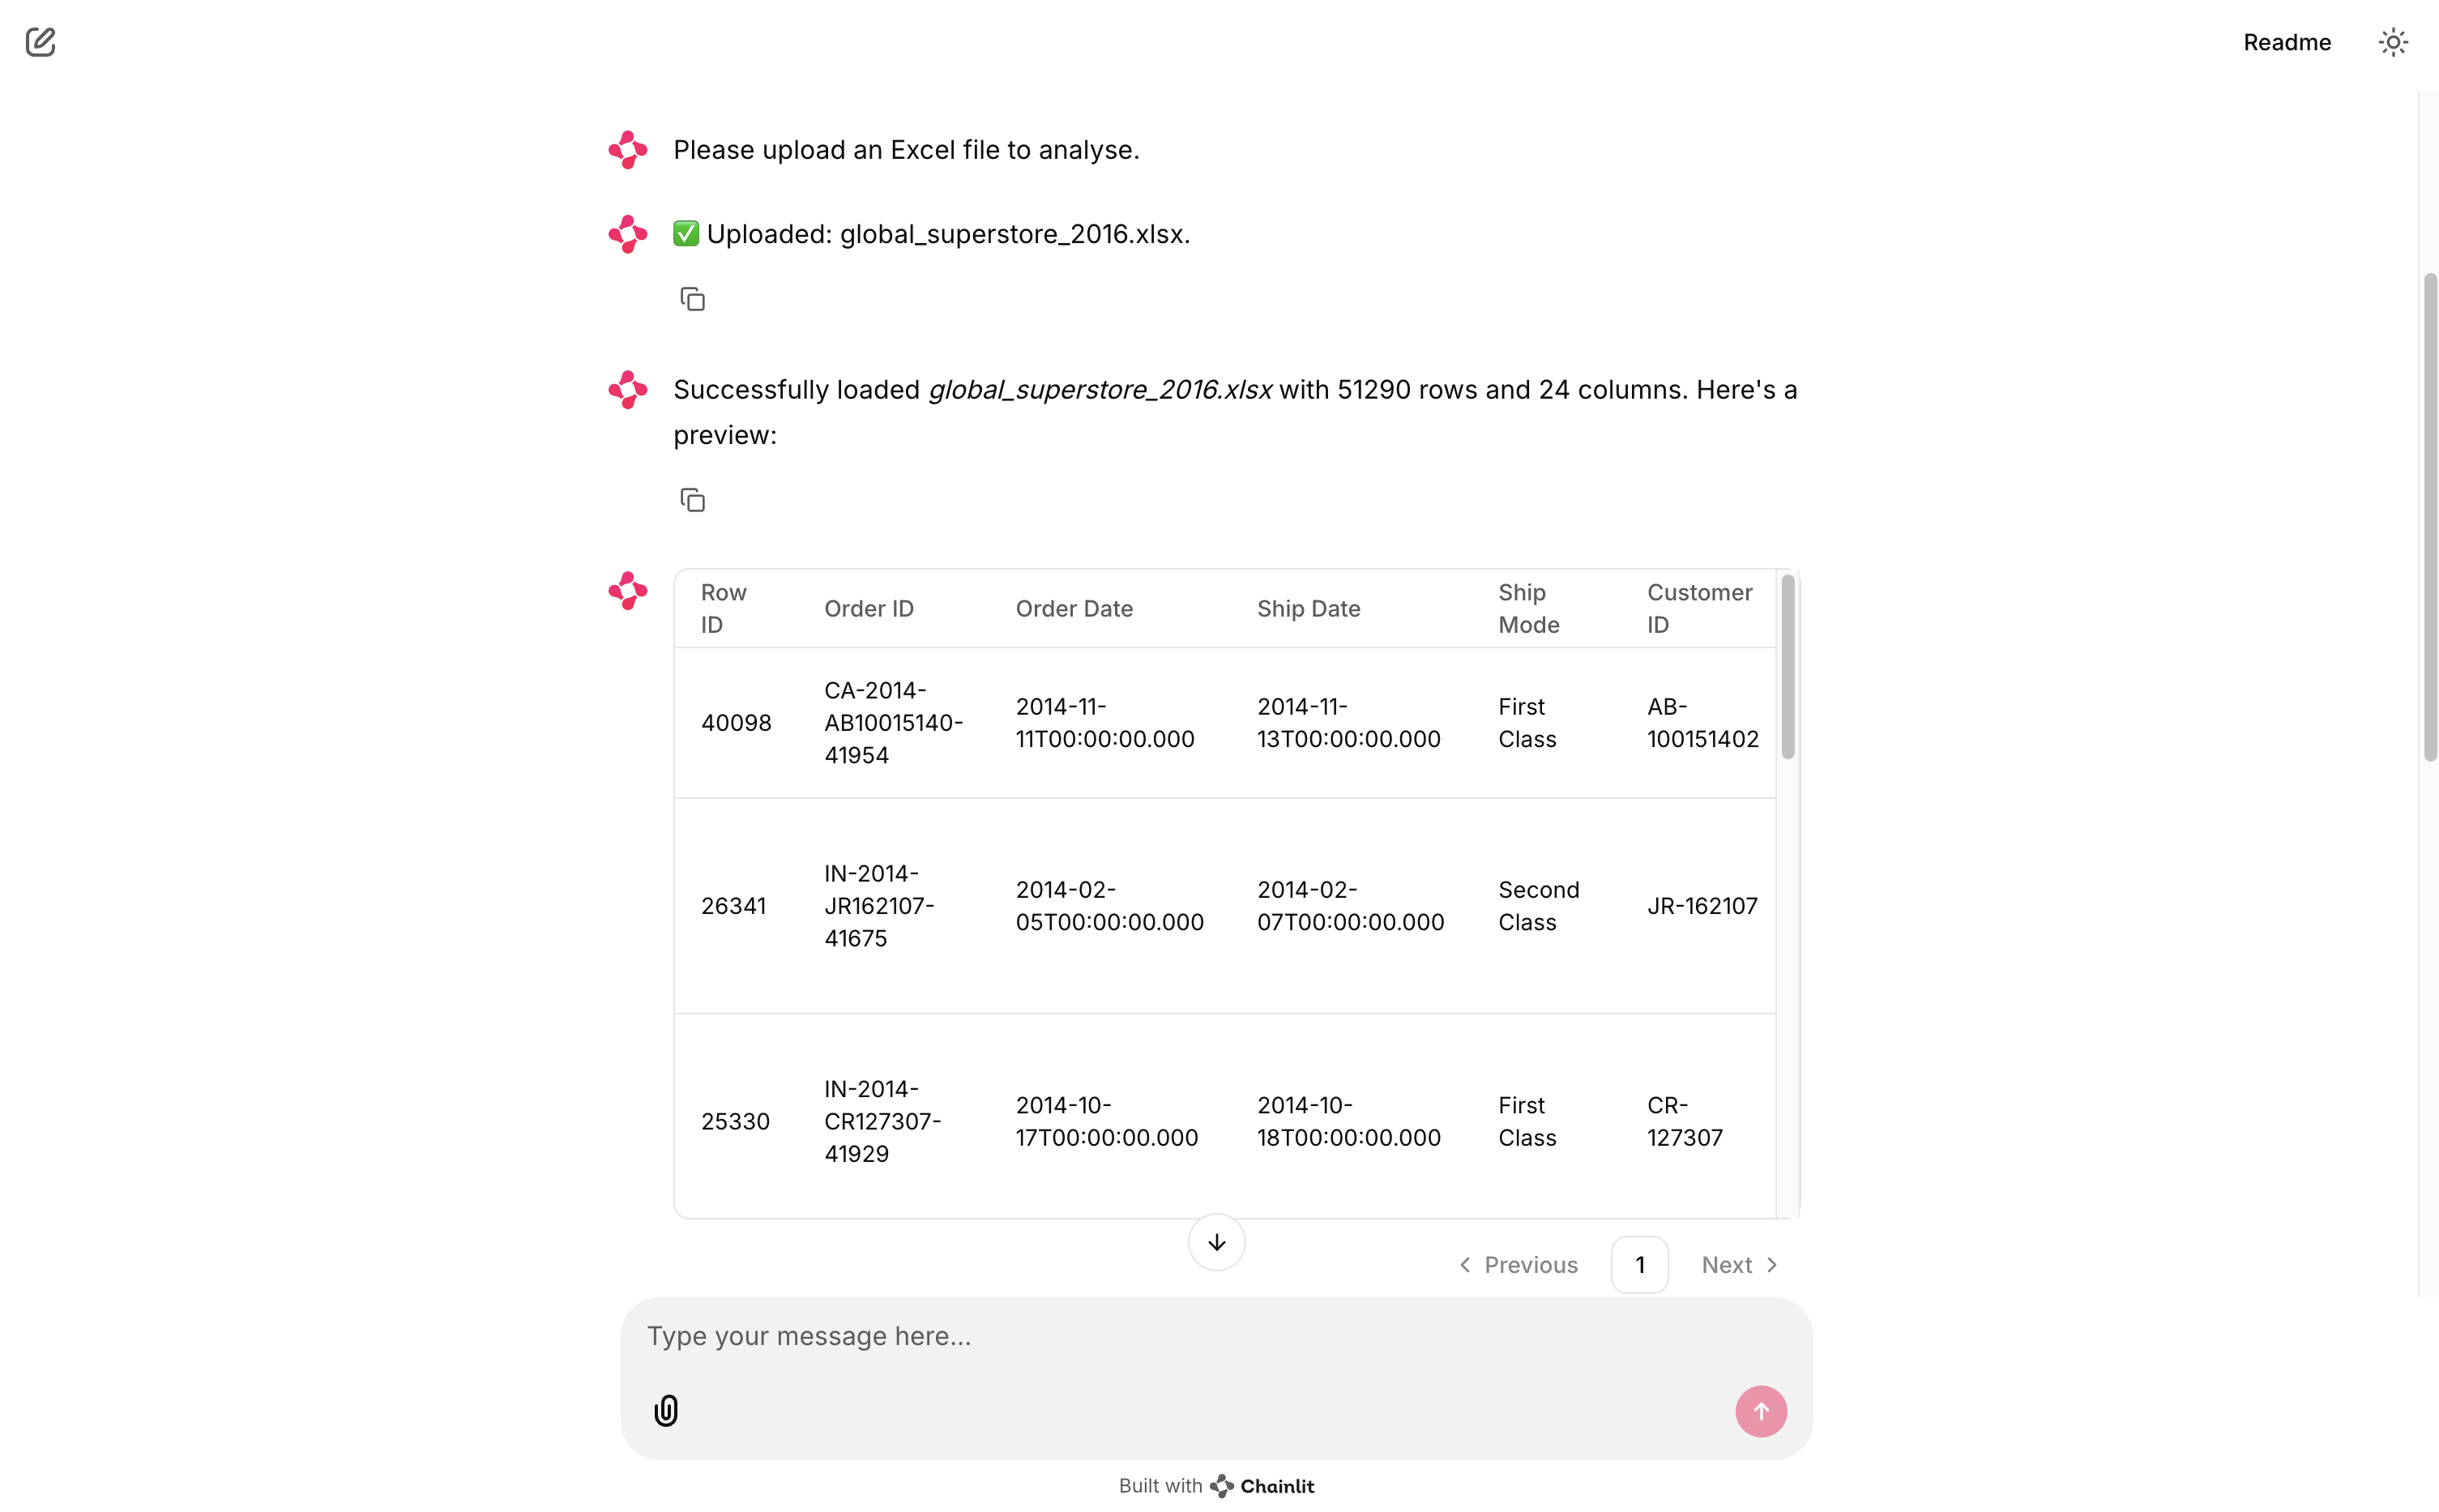 Readme
Please upload an Excel file to analyse.
✅ Uploaded: global_superstore_2016.xlsx.
Successfully loaded global_superstore_2016.xlsx with 51290 rows and 24 columns. Here's a
preview:
Row
ID
Order ID
Order Date
Ship Date
Ship
Mode
Customer
ID
40098
CA-2014-
AB10015140-
41954
2014-11-
11T00:00:00.000
2014-11-
13T00:00:00.000
First
Class
AB-
100151402
26341
IN-2014-
JR162107-
41675
2014-02-
05T00:00:00.000
2014-02-
07T00:00:00.000
Second
Class
JR-162107
25330
IN-2014-
CR127307-
41929
2014-10-
17T00:00:00.000
2014-10-
18T00:00:00.000
First
Class
CR-
127307
Previous
1
Next
Type your message here...
Built with Chainlit